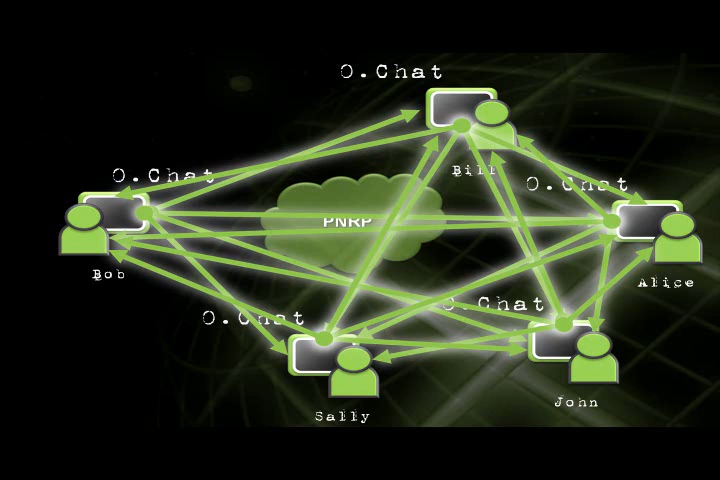 O.Chat
Bill
O.Chat
O.Chat
PNRP
Bob
Alice
O.Chat
O.Chat
John
Sally